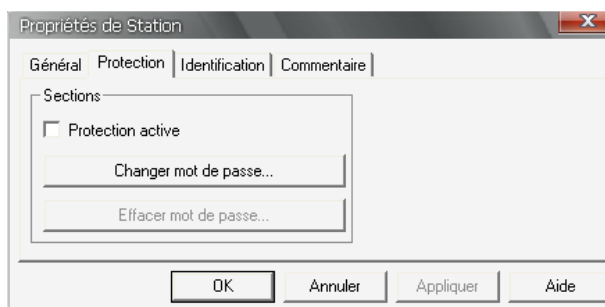 Propriétés de Station
Général Protection Identification Commentaire
Sections
Protection active
Changer mot de passe...
Effacer mot de passe...
OK Annuler Appliquer Aide